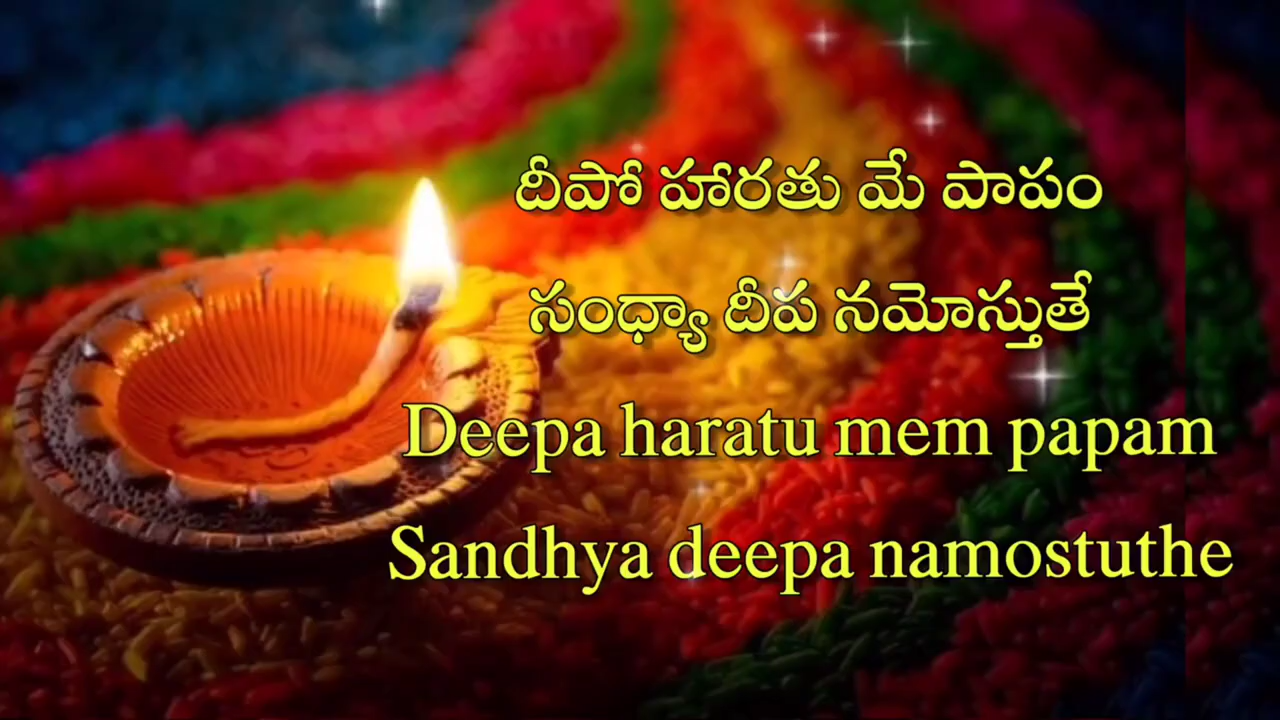 దీపో హారతు మే పాపం
సంధ్యా దీప నమోస్తుతే
Deepa haratu mem papam
Sandhya deepa namostuthe